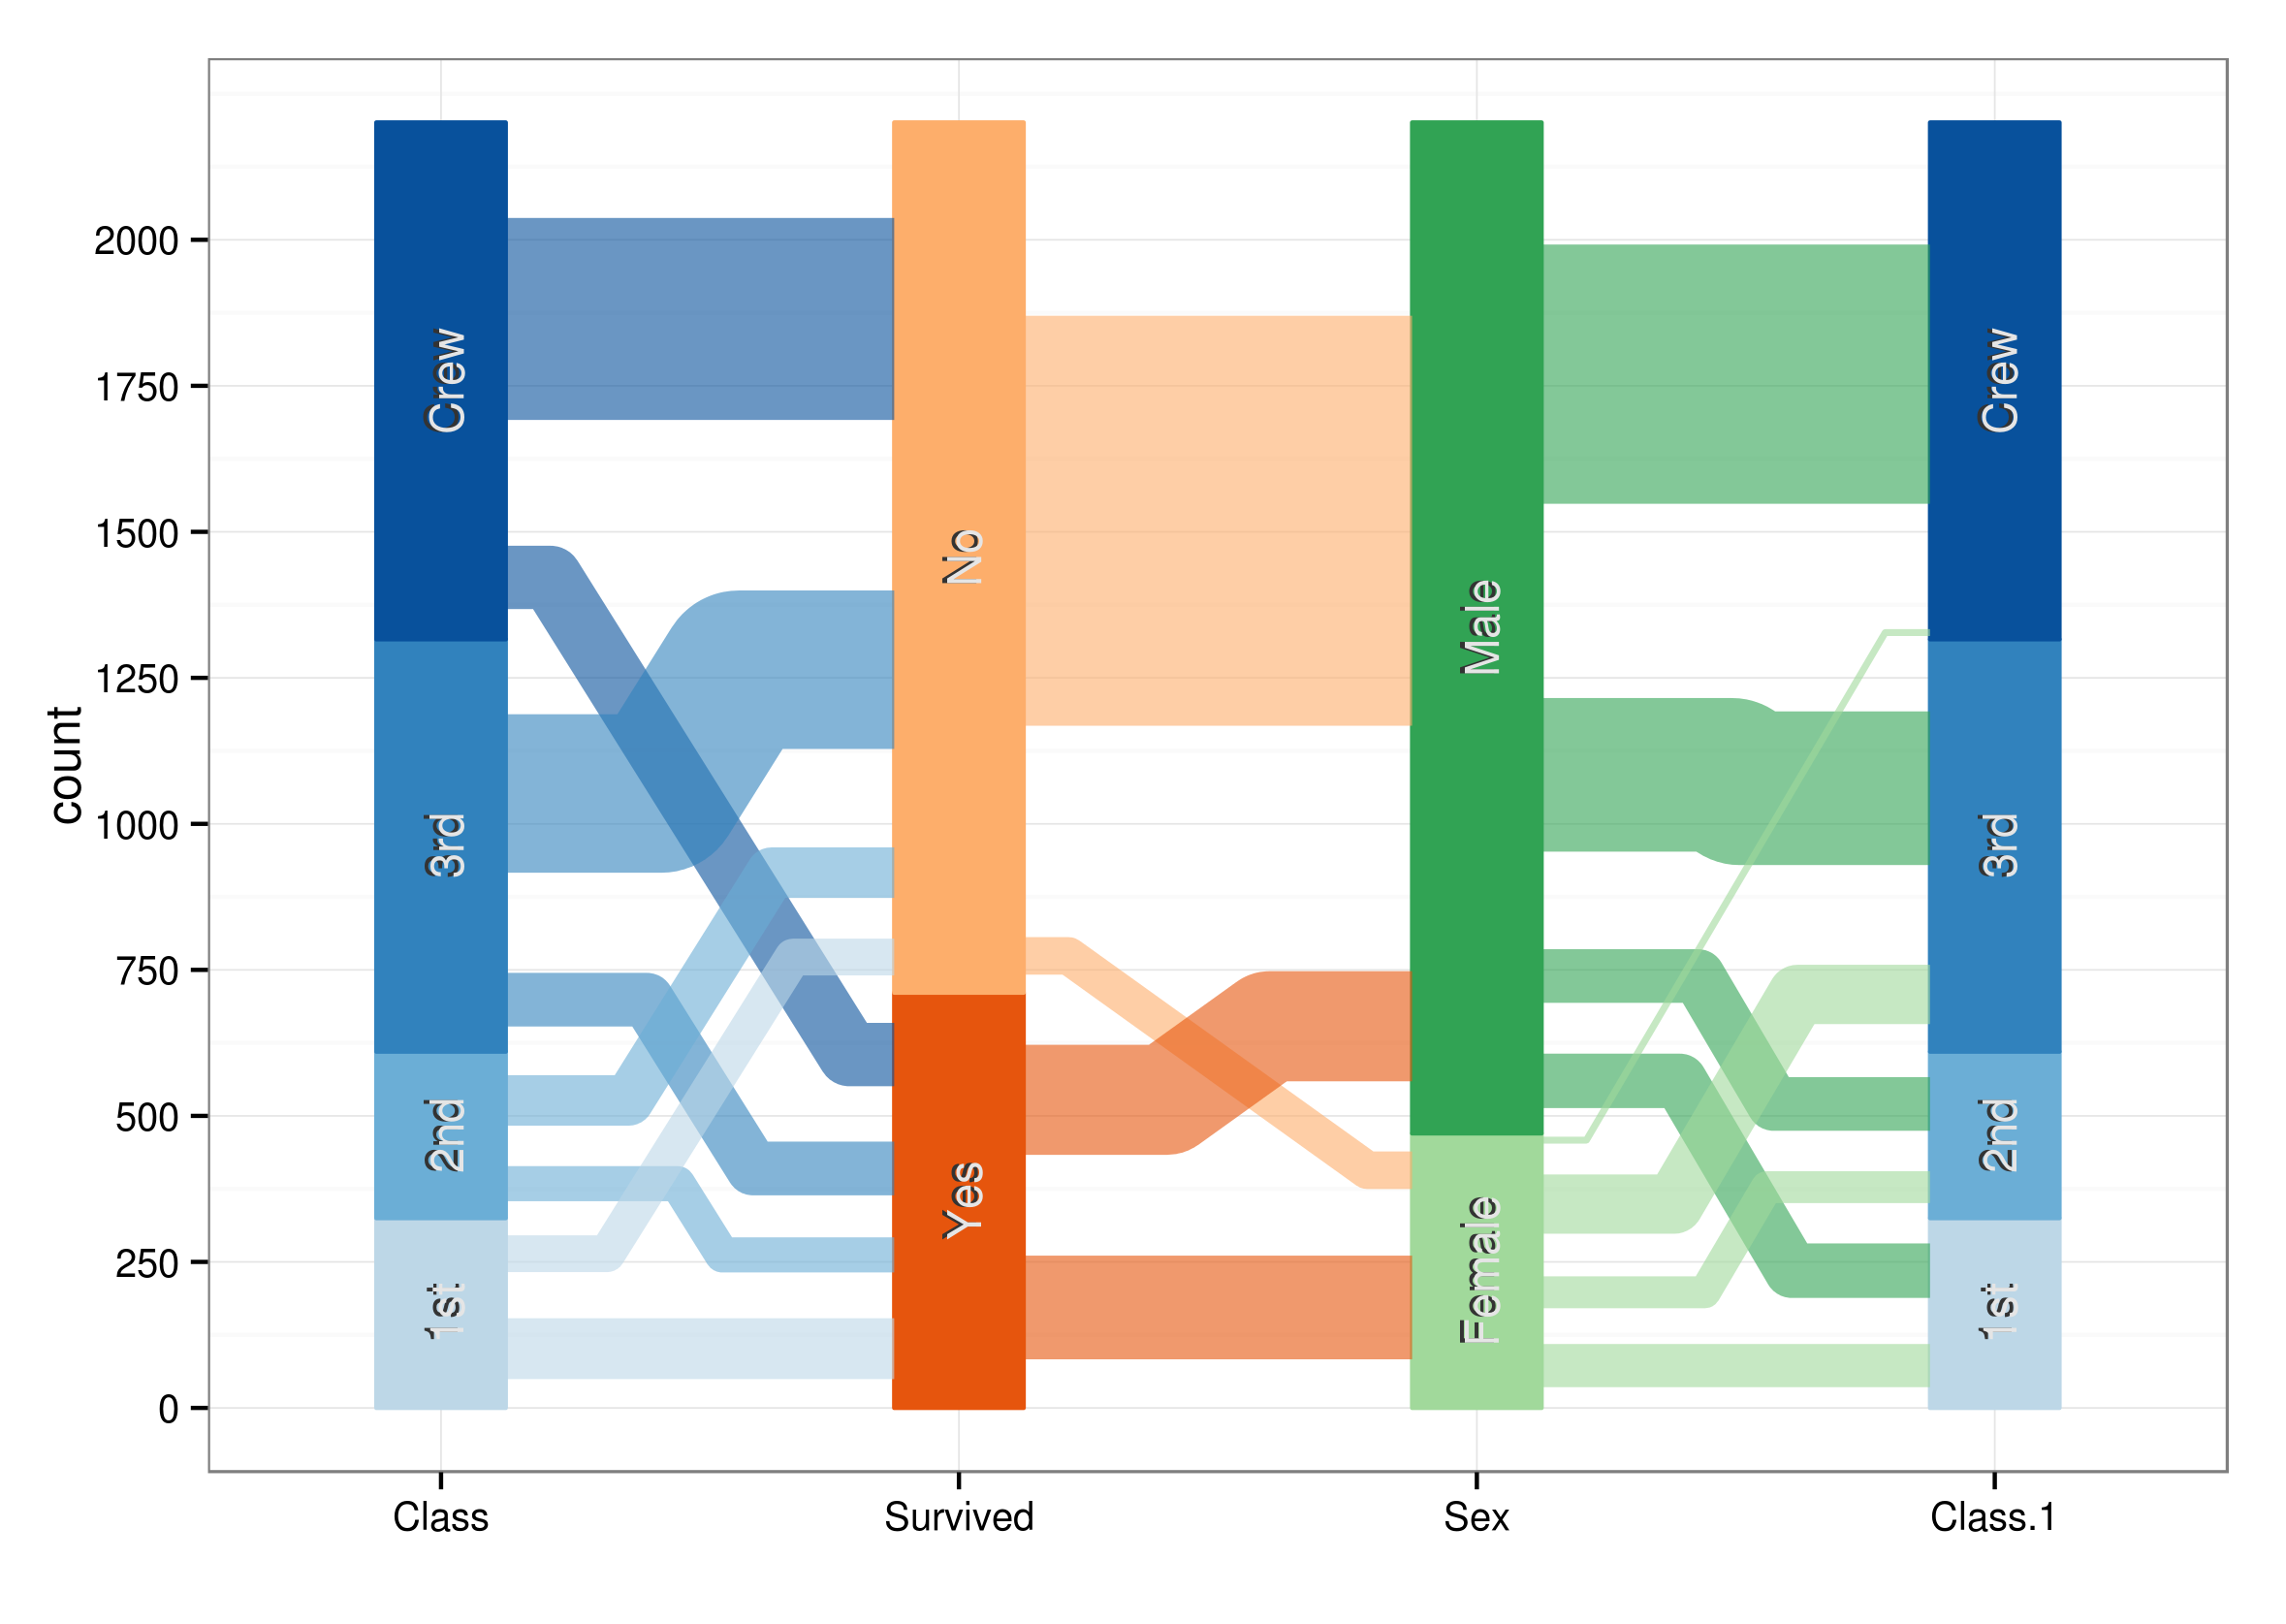 count
2000
1750
1500
1250
1000
750
500
250
0
Crew
3rd
2nd
1st
No
Yes
Male
Female
Crew
3rd
2nd
1st
Class
Survived
Sex
Class.1